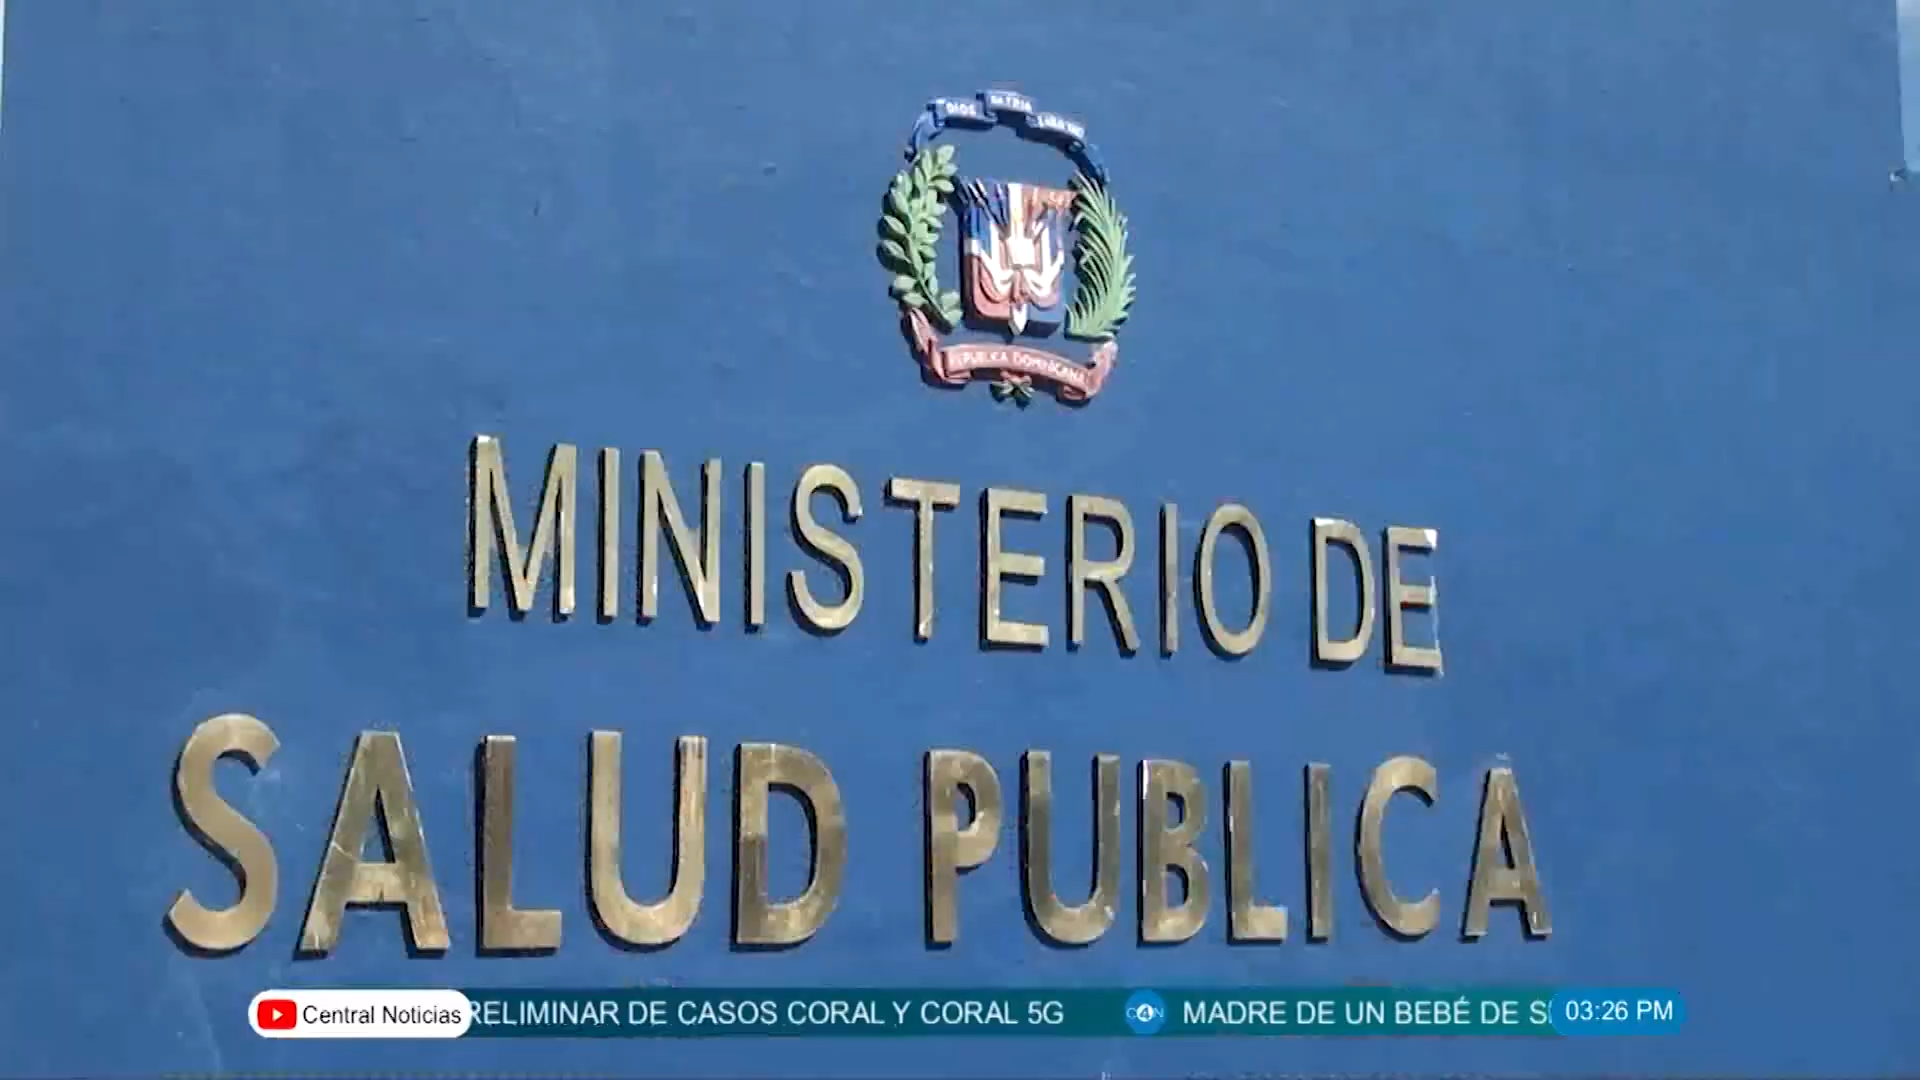 DIOS PATRIA LIBERTAD
REPUBLICA DOMINICANA
MINISTERIO DE
SALUD PUBLICA
Central Noticias
RELIMINAR DE CASOS CORAL Y CORAL 5G
C4N
MADRE DE UN BEBÉ DE S
03:26 PM